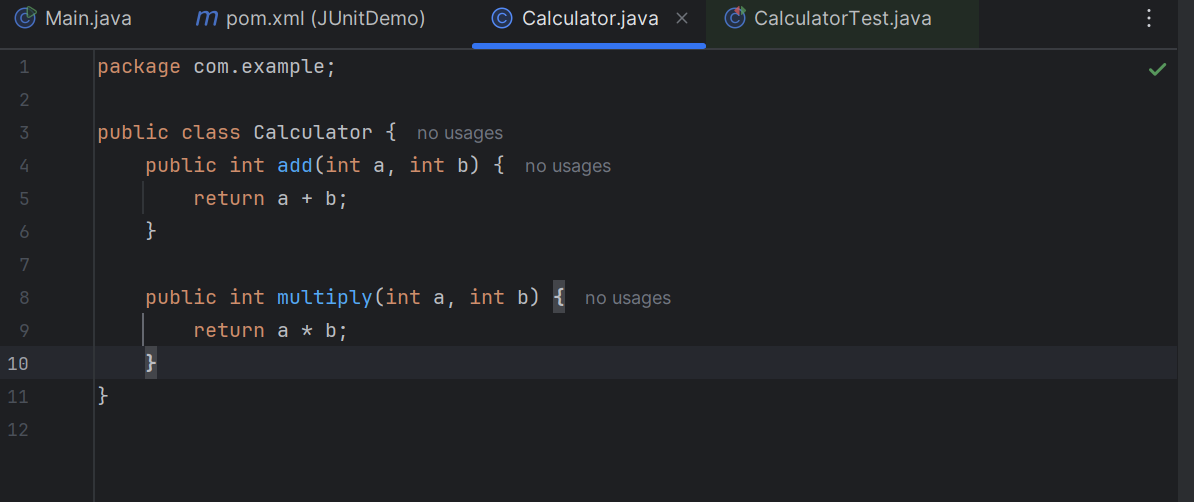 Main.java
pom.xml (JUnitDemo)
Calculator.java
CalculatorTest.java
1 package com.example;
2
3 public class Calculator { no usages
4     public int add(int a, int b) { no usages
5         return a + b;
6     }
7
8     public int multiply(int a, int b) { no usages
9         return a * b;
10     }
11 }
12